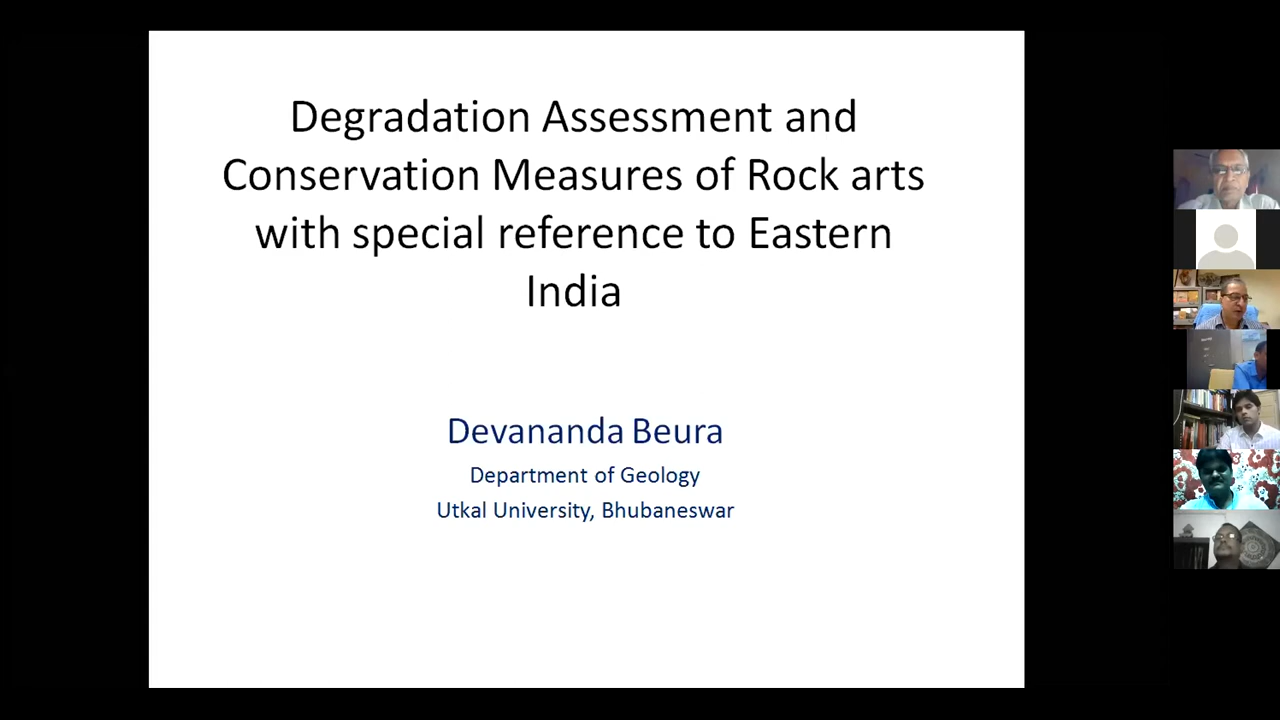 Degradation Assessment and
Conservation Measures of Rock arts
with special reference to Eastern
India
Devananda Beura
Department of Geology
Utkal University, Bhubaneswar